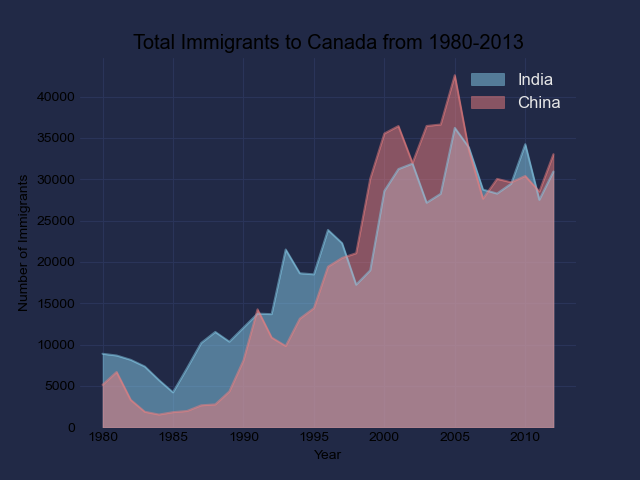 Total Immigrants to Canada from 1980-2013
India
China
40000
35000
30000
25000
20000
15000
10000
5000
0
Number of Immigrants
1980 1985 1990 1995 2000 2005 2010
Year